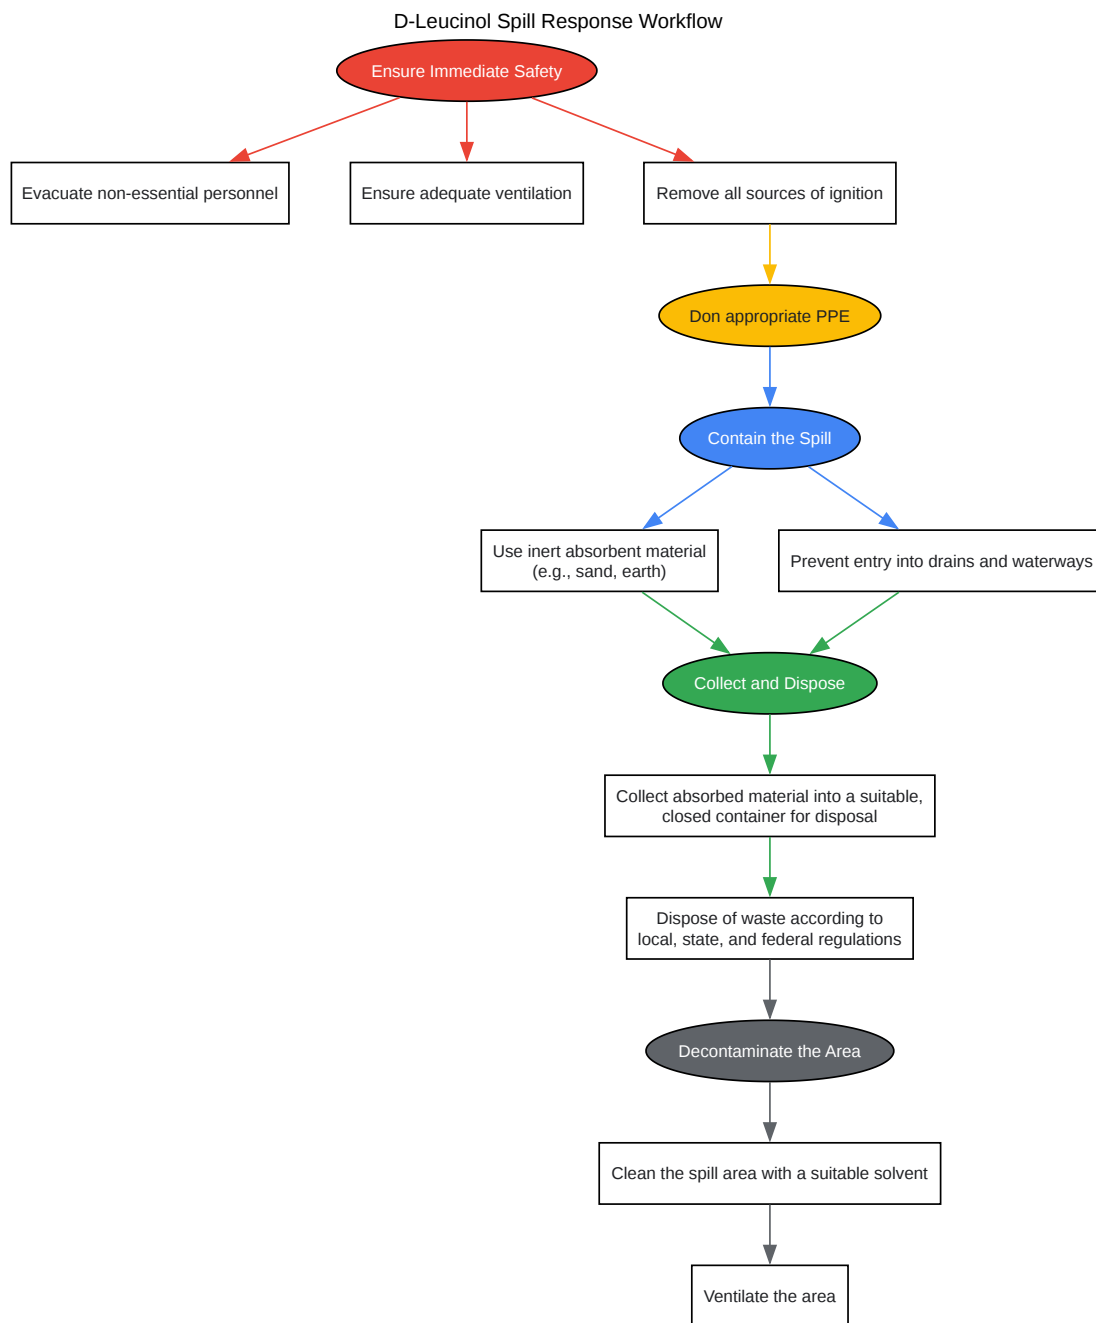 D-Leucinol Spill Response Workflow
Ensure Immediate Safety
Evacuate non-essential personnel
Ensure adequate ventilation
Remove all sources of ignition
Don appropriate PPE
Contain the Spill
Use inert absorbent material
(e.g., sand, earth)
Prevent entry into drains and waterways
Collect and Dispose
Collect absorbed material into a suitable,
closed container for disposal
Dispose of waste according to
local, state, and federal regulations
Decontaminate the Area
Clean the spill area with a suitable solvent
Ventilate the area